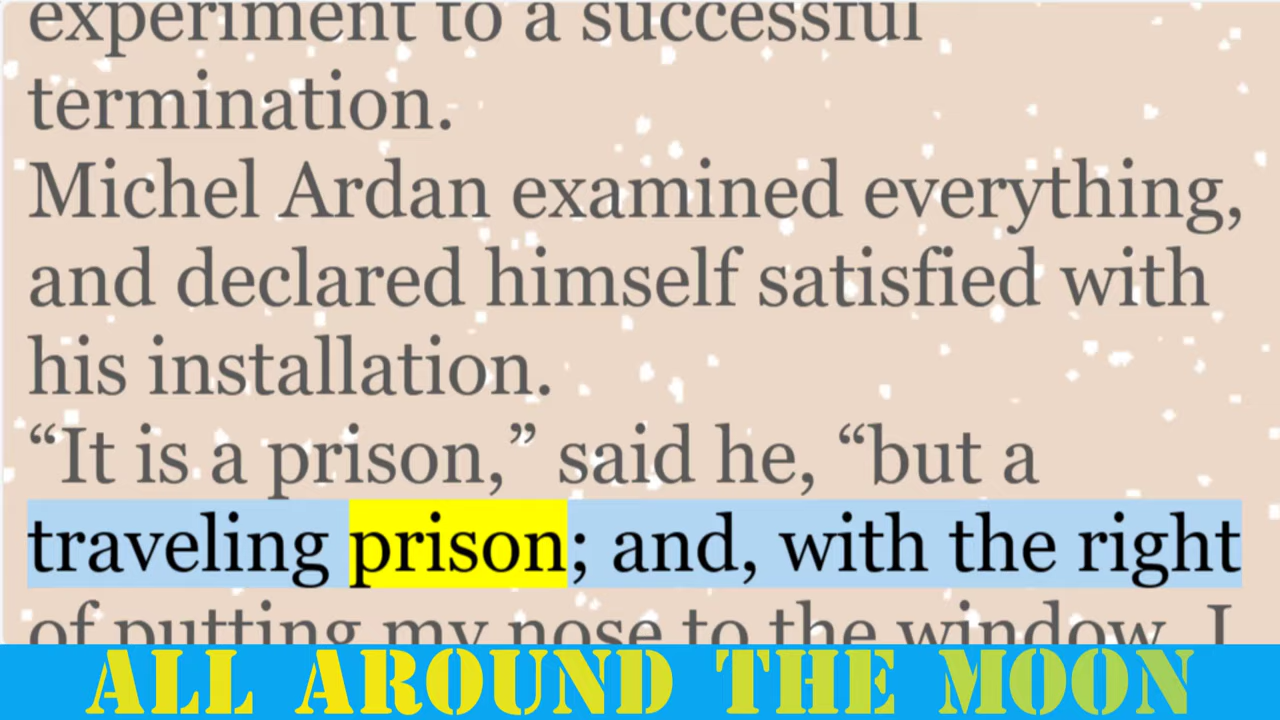 experiment to a successful
termination.
Michel Ardan examined everything,
and declared himself satisfied with
his installation.
“It is a prison,” said he, “but a
traveling prison; and, with the right
of putting my nose to the window, I
ALL AROUND THE MOON